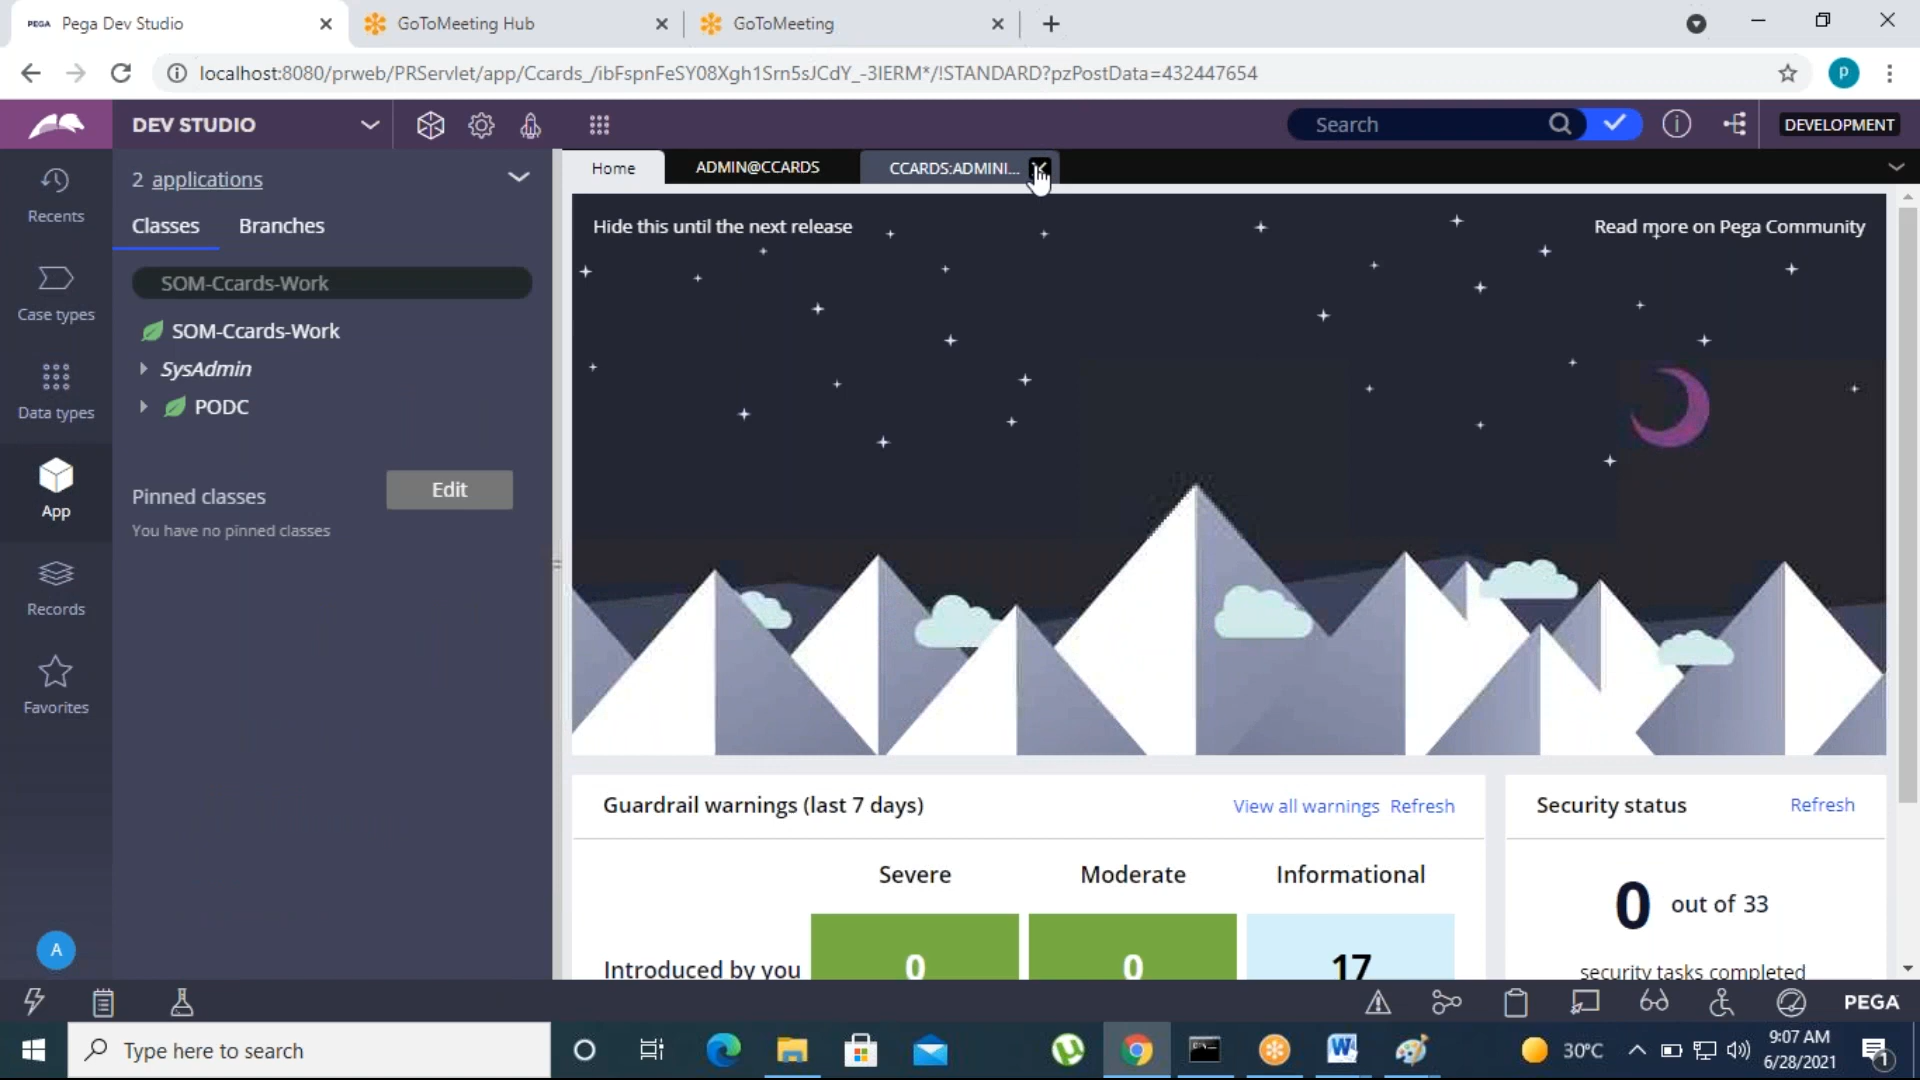 PEGA Pega Dev Studio
GoToMeeting Hub
GoToMeeting
localhost:8080/prweb/PRServlet/app/Ccards_/ibFspnFeSY08Xgh1Srn5sJCdY_-3IERM*/!STANDARD?pzPostData=432447654
P
DEV STUDIO
Search
DEVELOPMENT
Recents
Case types
Data types
App
Records
Favorites
A
2 applications
Classes Branches
SOM-Ccards-Work
SOM-Ccards-Work
SysAdmin
PODC
Pinned classes
Edit
You have no pinned classes
Home
ADMIN@CCARDS
CCARDS:ADMINI...
Hide this until the next release
Read more on Pega Community
Guardrail warnings (last 7 days)
View all warnings Refresh
Severe Moderate Informational
Introduced by you 0 0 17
Security status
Refresh
0 out of 33
security tasks completed
PEGA
Type here to search
30°C
9:07 AM
6/28/2021
1